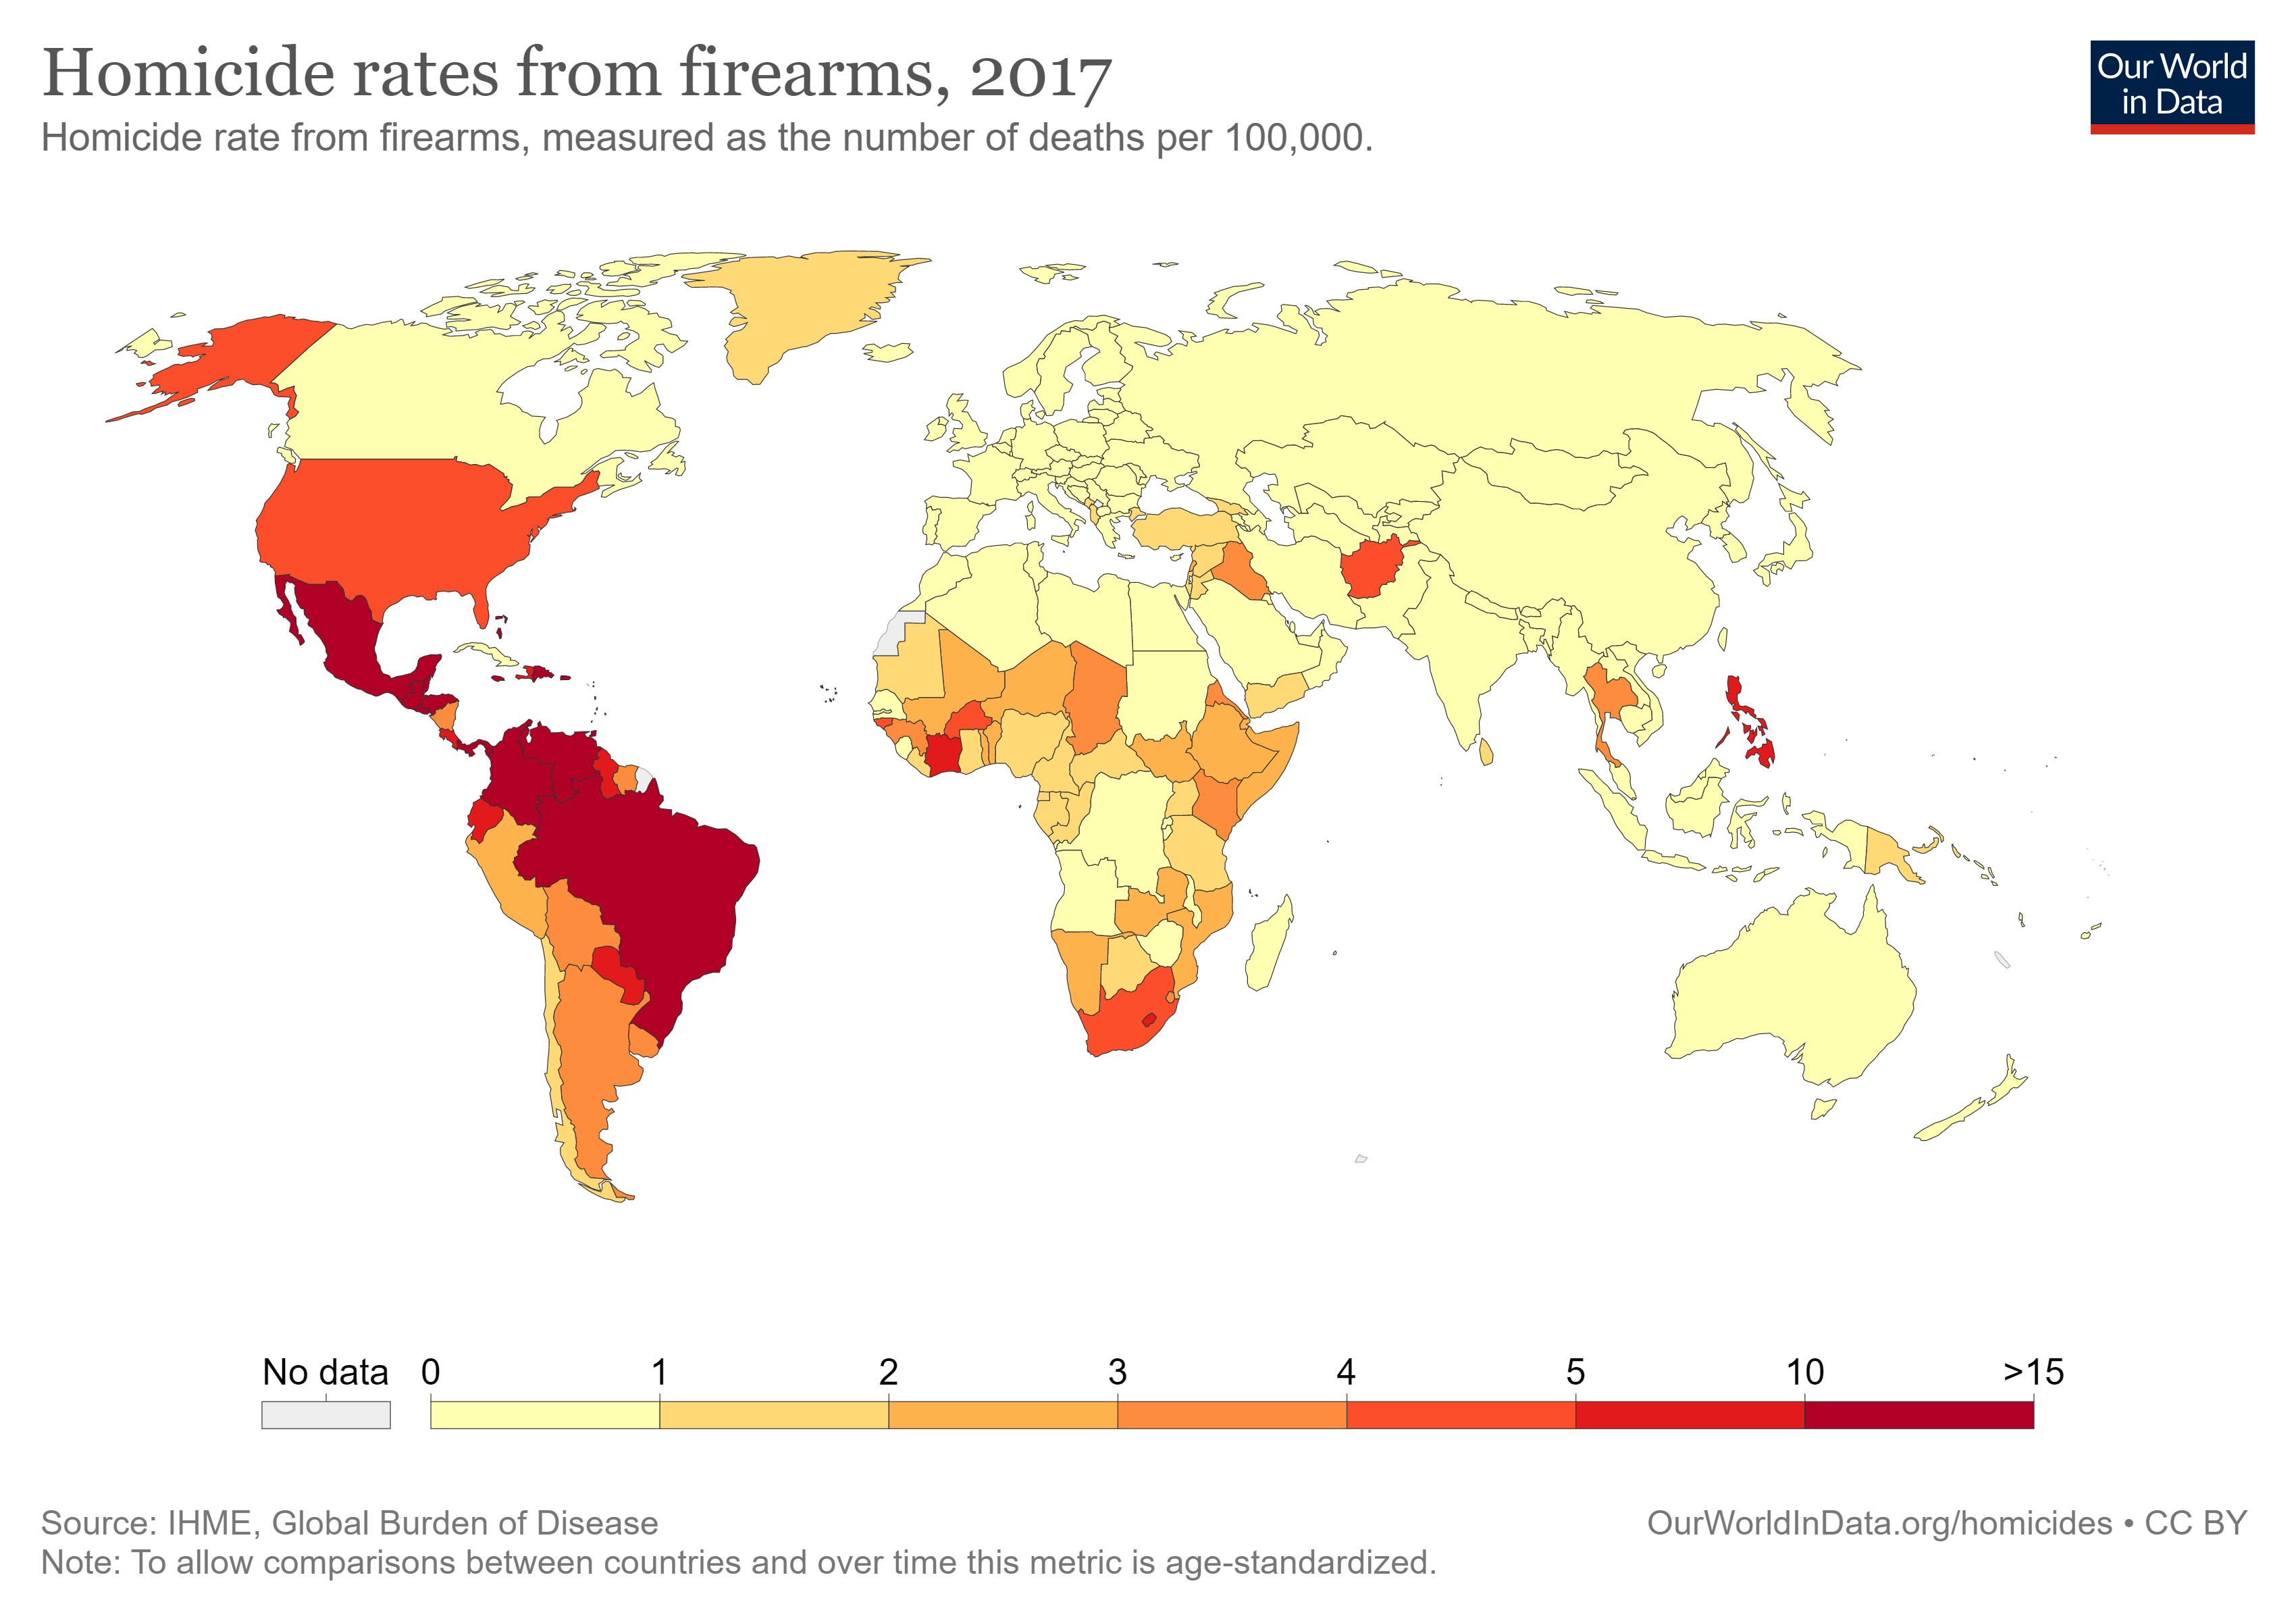 Homicide rates from firearms, 2017
Homicide rate from firearms, measured as the number of deaths per 100,000.
Our World
in Data
No data 0 1 2 3 4 5 10 >15
Source: IHME, Global Burden of Disease
OurWorldInData.org/homicides • CC BY
Note: To allow comparisons between countries and over time this metric is age-standardized.